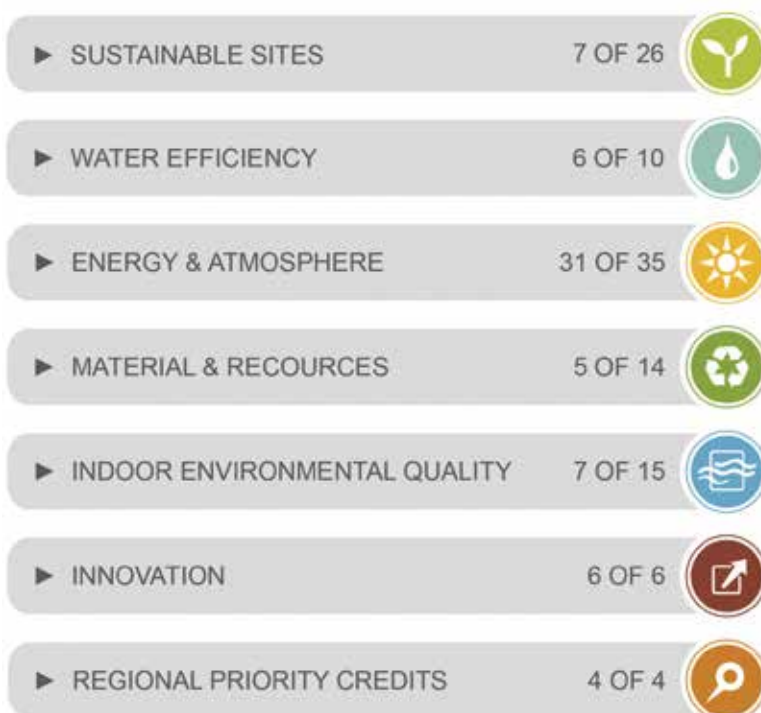 ► SUSTAINABLE SITES 7 OF 26
► WATER EFFICIENCY 6 OF 10
► ENERGY & ATMOSPHERE 31 OF 35
► MATERIAL & RECOURCES 5 OF 14
► INDOOR ENVIRONMENTAL QUALITY 7 OF 15
► INNOVATION 6 OF 6
► REGIONAL PRIORITY CREDITS 4 OF 4